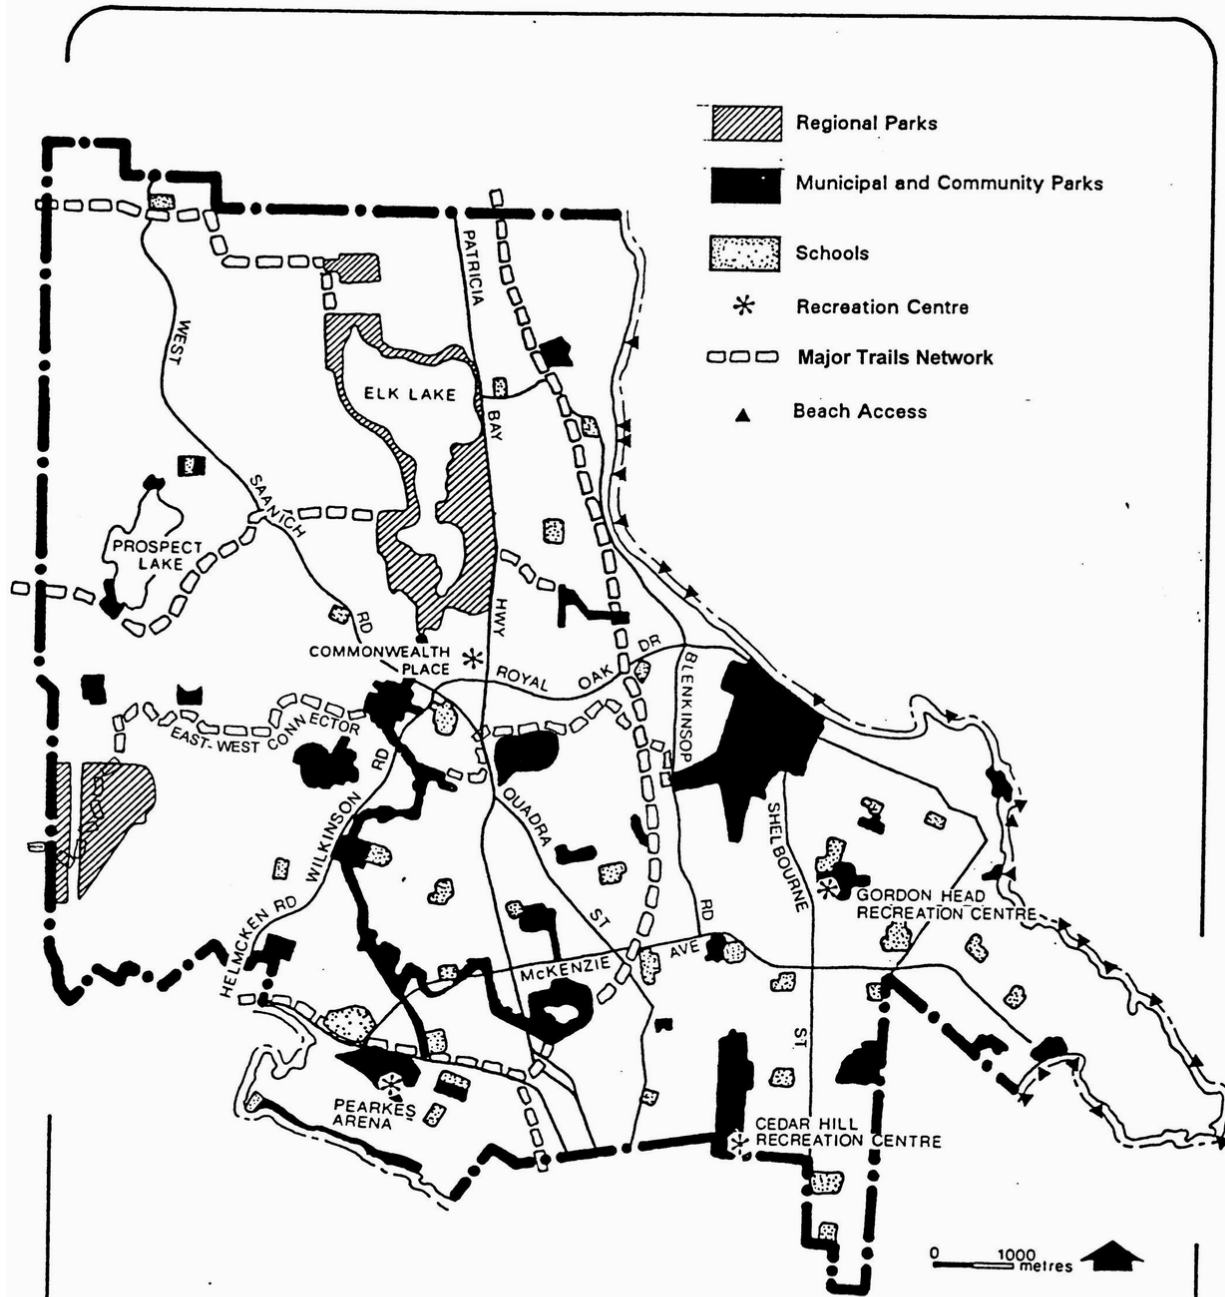 Regional Parks
Municipal and Community Parks
Schools
Recreation Centre
Major Trails Network
Beach Access
PATRICIA
BAY
HWY
WEST
SAANICH
RD
ELK LAKE
PROSPECT
LAKE
COMMONWEALTH
PLACE
ROYAL
OAK
DR
BLENKINSOP
RD
EAST-WEST CONNECTOR
WILKINSON
RD
QUADRA
ST
SHELBOURNE
ST
HELMCKEN RD
McKENZIE
AVE
GORDON HEAD
RECREATION CENTRE
PEARKES
ARENA
CEDAR HILL
RECREATION CENTRE
0 1000
metres